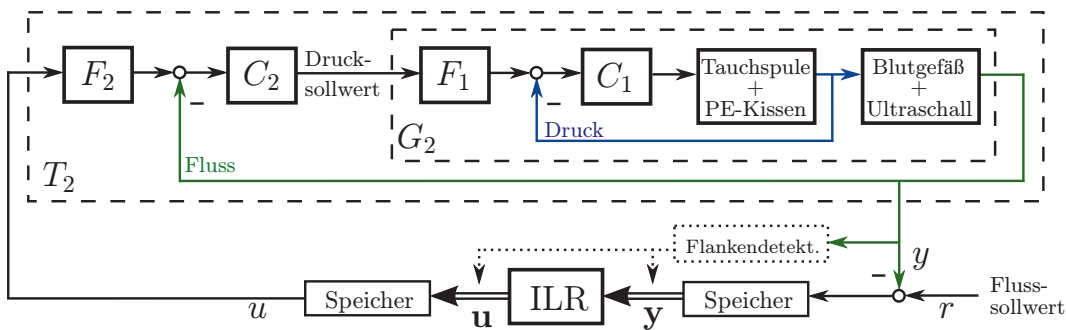 F2
C2
Druck-
sollwert
F1
C1
Tauchspule
+
PE-Kissen
Blutgefäß
+
Ultraschall
−
−
Druck
G2
Fluss
T2
Flankendetekt.
y
−
u
Speicher
u
ILR
y
Speicher
r
Fluss-
sollwert